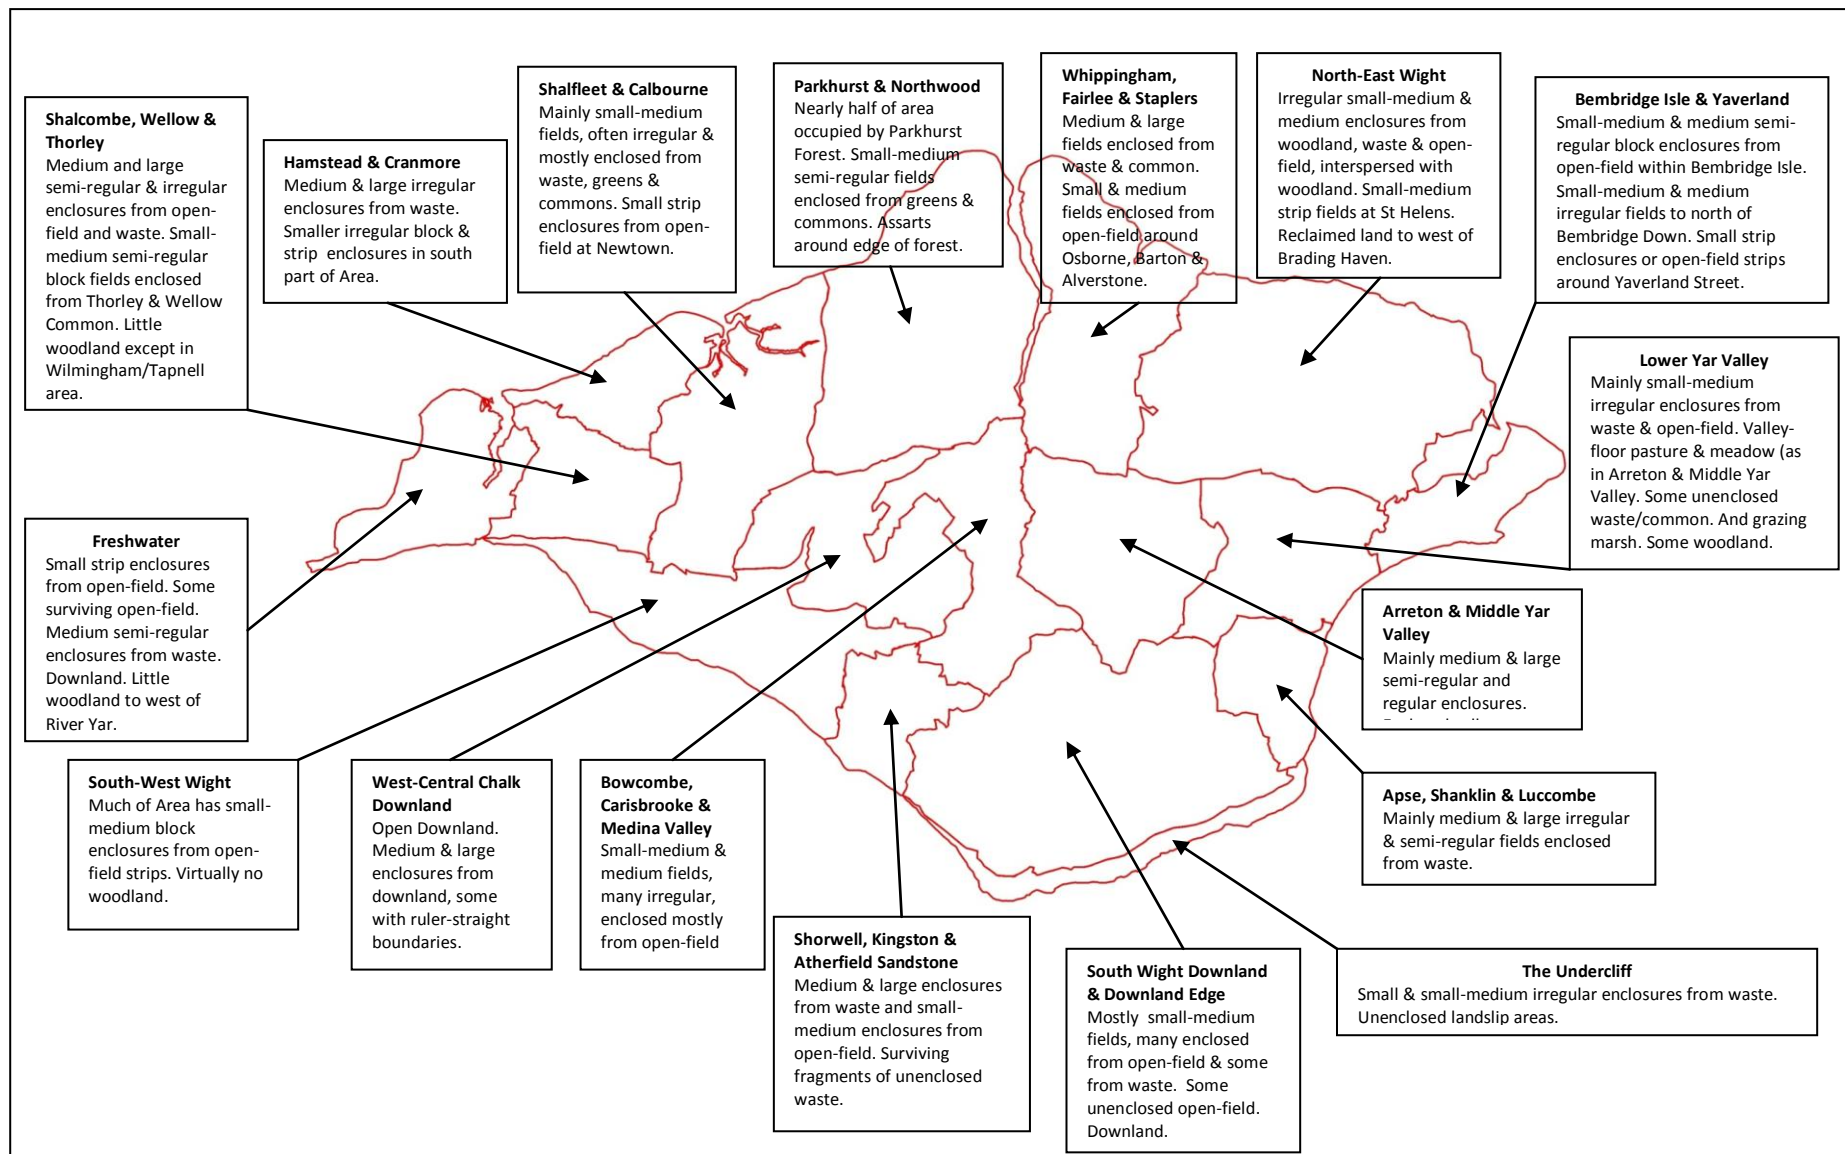 Shalcombe, Wellow &
Thorley
Medium and large
semi-regular & irregular
enclosures from open-
field and waste. Small-
medium semi-regular
block fields enclosed
from Thorley & Wellow
Common. Little
woodland except in
Wilmingham/Tapnell
area.
Hamstead & Cranmore
Medium & large irregular
enclosures from waste.
Smaller irregular block &
strip enclosures in south
part of Area.
Shalfleet & Calbourne
Mainly small-medium
fields, often irregular &
mostly enclosed from
waste, greens &
commons. Small strip
enclosures from open-
field at Newtown.
Parkhurst & Northwood
Nearly half of area
occupied by Parkhurst
Forest. Small-medium
semi-regular fields
enclosed from greens &
commons. Assarts
around edge of forest.
Whippingham,
Fairlee & Staplers
Medium & large
fields enclosed from
waste & common.
Small & medium
fields enclosed from
open-field around
Osborne, Barton &
Alverstone.
North-East Wight
Irregular small-medium &
medium enclosures from
woodland, waste & open-
field, interspersed with
woodland. Small-medium
strip fields at St Helens.
Reclaimed land to west of
Brading Haven.
Bembridge Isle & Yaverland
Small-medium & medium semi-
regular block enclosures from
open-field within Bembridge Isle.
Small-medium & medium
irregular fields to north of
Bembridge Down. Small strip
enclosures or open-field strips
around Yaverland Street.
Lower Yar Valley
Mainly small-medium
irregular enclosures from
waste & open-field. Valley-
floor pasture & meadow (as
in Arreton & Middle Yar
Valley. Some unenclosed
waste/common. And grazing
marsh. Some woodland.
Freshwater
Small strip enclosures
from open-field. Some
surviving open-field.
Medium semi-regular
enclosures from waste.
Downland. Little
woodland to west of
River Yar.
Arreton & Middle Yar
Valley
Mainly medium & large
semi-regular and
regular enclosures.
South-West Wight
Much of Area has small-
medium block
enclosures from open-
field strips. Virtually no
woodland.
West-Central Chalk
Downland
Open Downland.
Medium & large
enclosures from
downland, some
with ruler-straight
boundaries.
Bowcombe,
Carisbrooke &
Medina Valley
Small-medium &
medium fields,
many irregular,
enclosed mostly
from open-field
Apse, Shanklin & Luccombe
Mainly medium & large irregular
& semi-regular fields enclosed
from waste.
Shorwell, Kingston &
Atherfield Sandstone
Medium & large enclosures
from waste and small-
medium enclosures from
open-field. Surviving
fragments of unenclosed
waste.
South Wight Downland
& Downland Edge
Mostly small-medium
fields, many enclosed
from open-field & some
from waste. Some
unenclosed open-field.
Downland.
The Undercliff
Small & small-medium irregular enclosures from waste.
Unenclosed landslip areas.